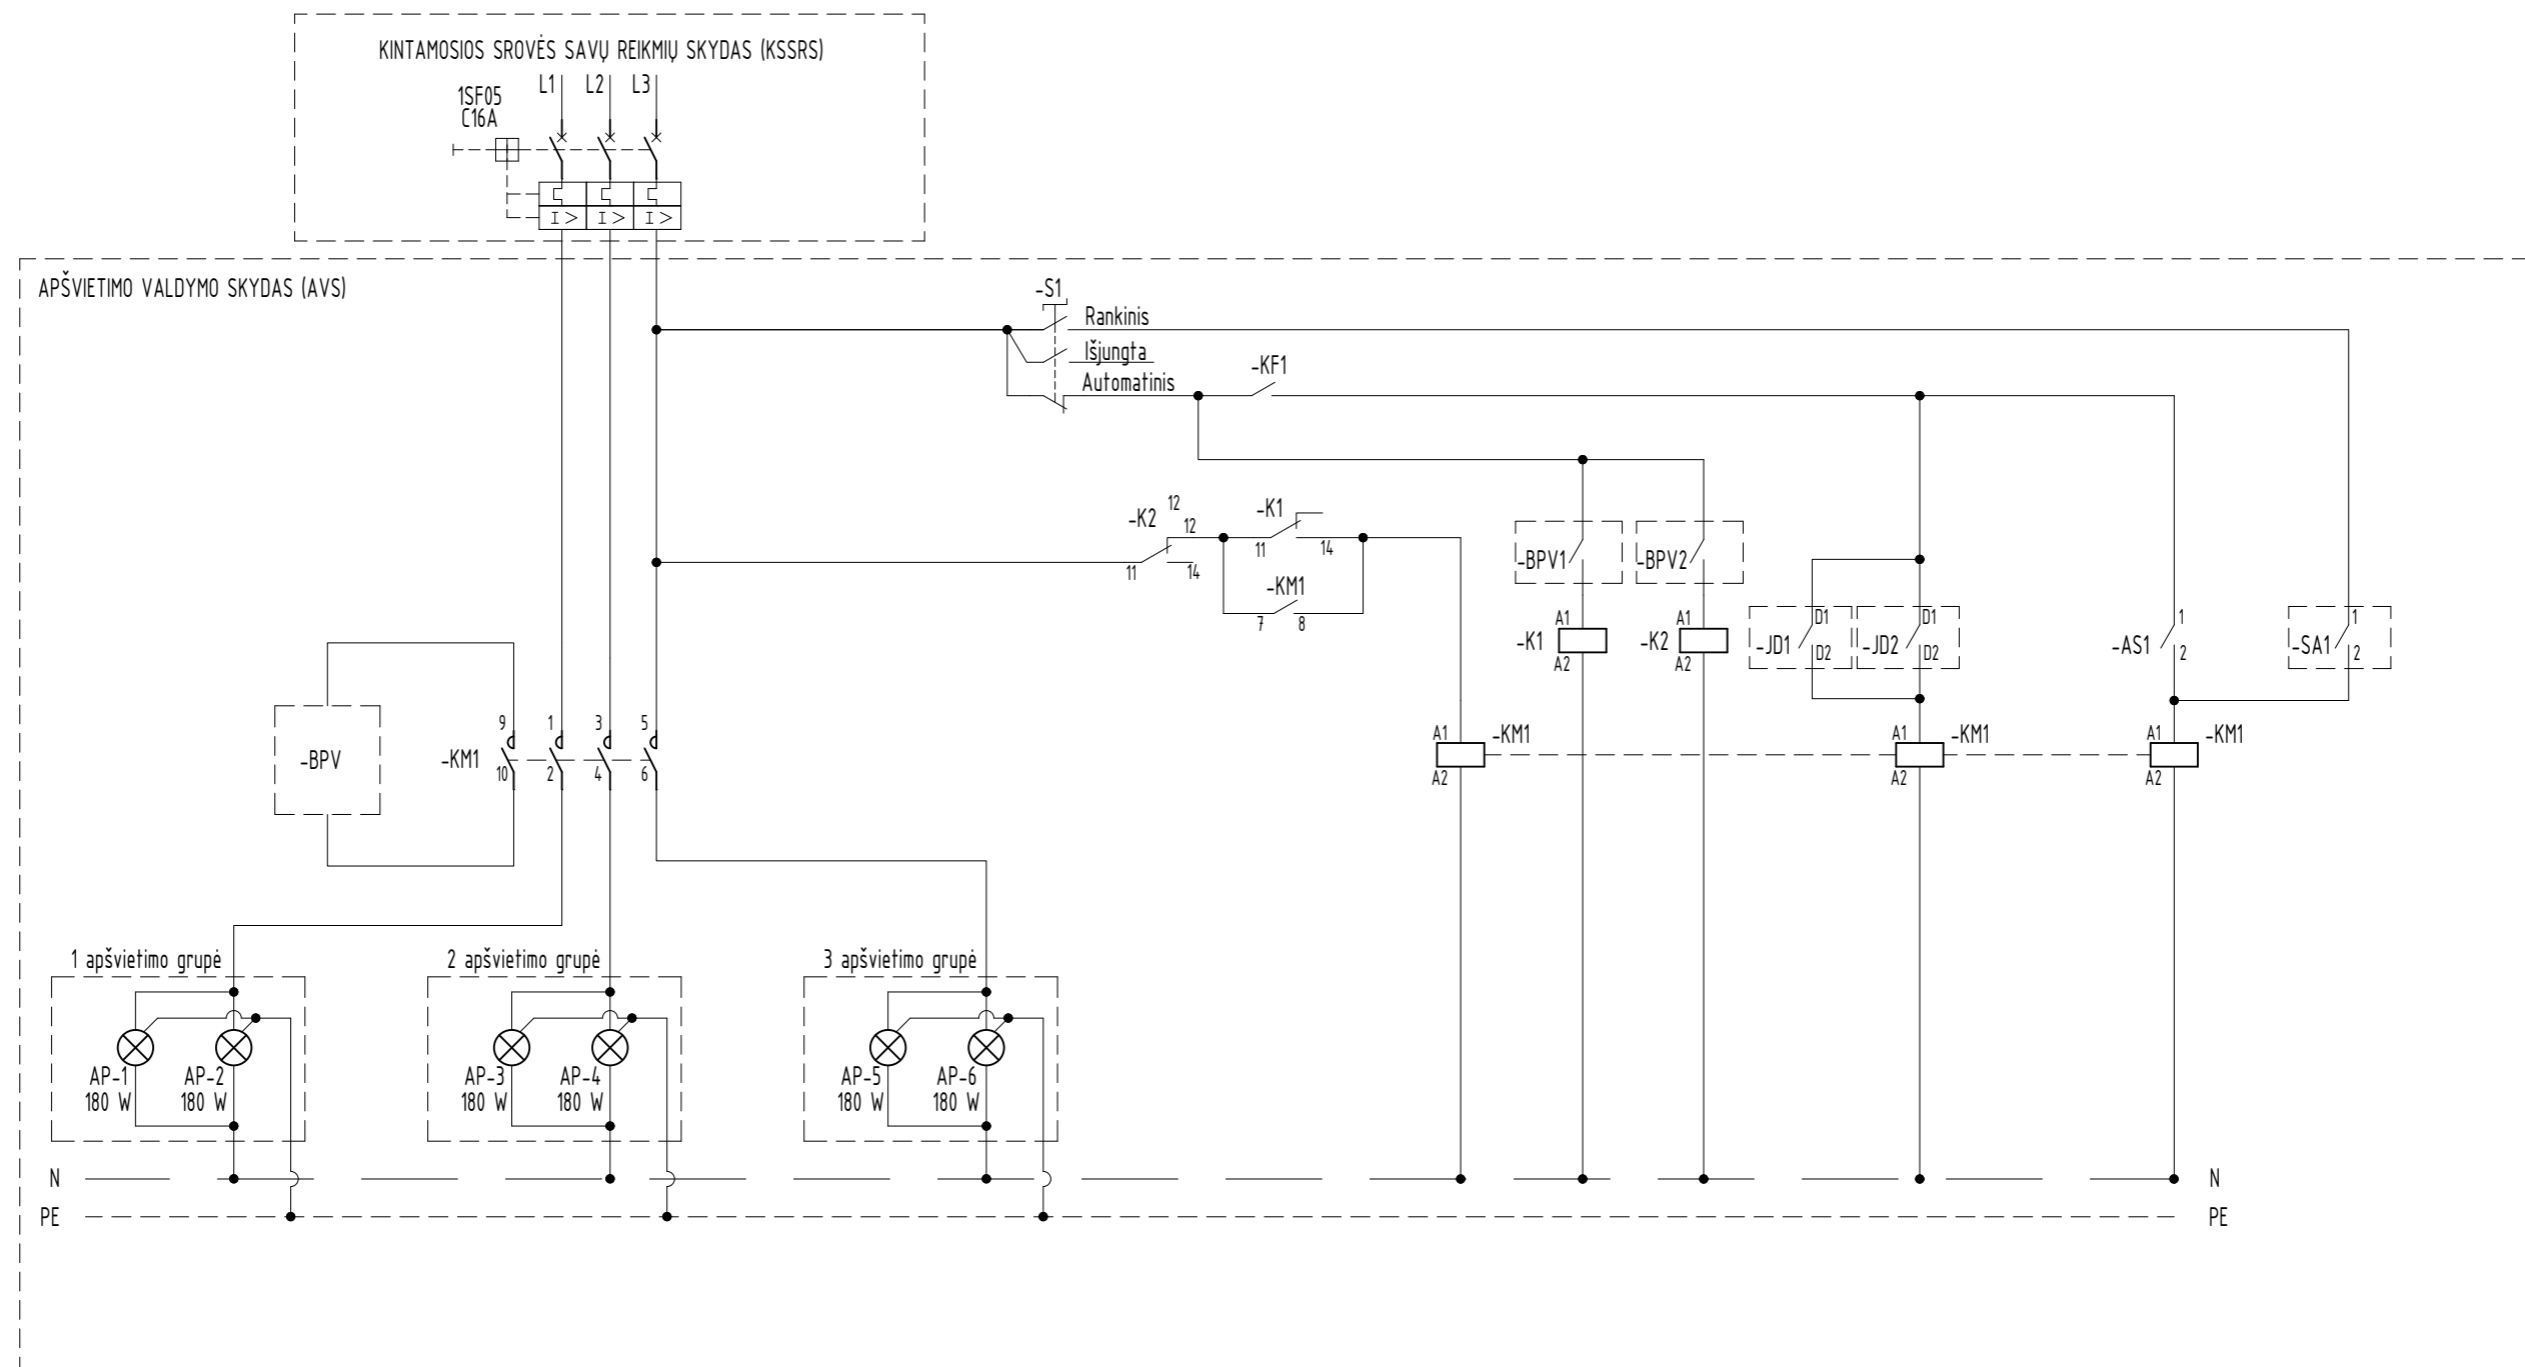 KINTAMOSIOS SROVĖS SAVŲ REIKMIŲ SKYDAS (KSSRS)
L1 L2 L3
1SF05
C16A
I > I > I >
APŠVIETIMO VALDYMO SKYDAS (AVS)
-S1
Rankinis
Išjungta
Automatinis
-KF1
-K2 12 12
11 14
-K1
11 14
-KM1
7 8
-BPV1 -BPV2
A1 A1
-K1 -K2
A2 A2
D1 D1
-JD1 -JD2
D2 D2
1
-AS1
2
1
-SA1
2
9 1 3 5
-BPV -KM1
10 2 4 6
A1 -KM1 A1 -KM1 A1 -KM1
A2 A2 A2
1 apšvietimo grupė 2 apšvietimo grupė 3 apšvietimo grupė
AP-1 AP-2 AP-3 AP-4 AP-5 AP-6
180 W 180 W 180 W 180 W 180 W 180 W
N N
PE PE